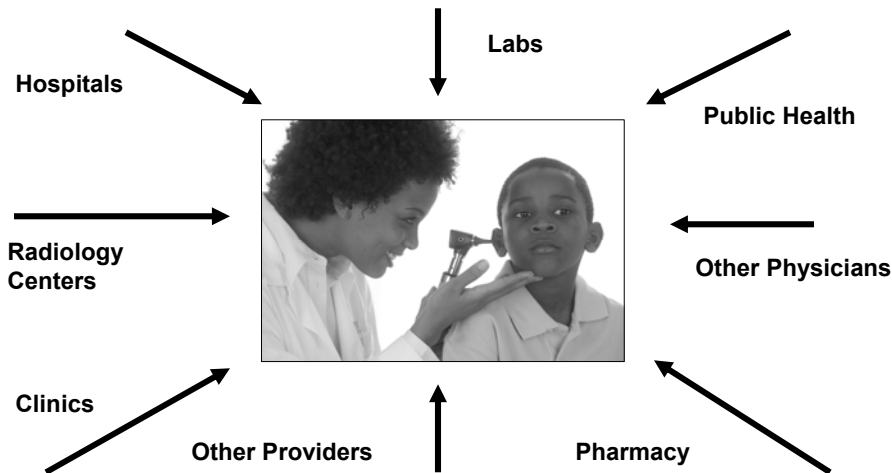 Labs
Hospitals
Public Health
Radiology
Centers
Other Physicians
Clinics
Other Providers
Pharmacy